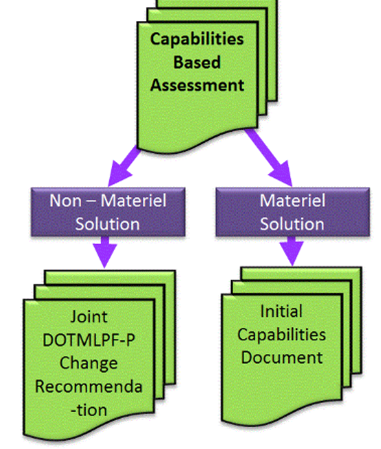 Capabilities
Based
Assessment
Non – Materiel
Solution
Materiel
Solution
Joint
DOTMLPF-P
Change
Recommenda
-tion
Initial
Capabilities
Document